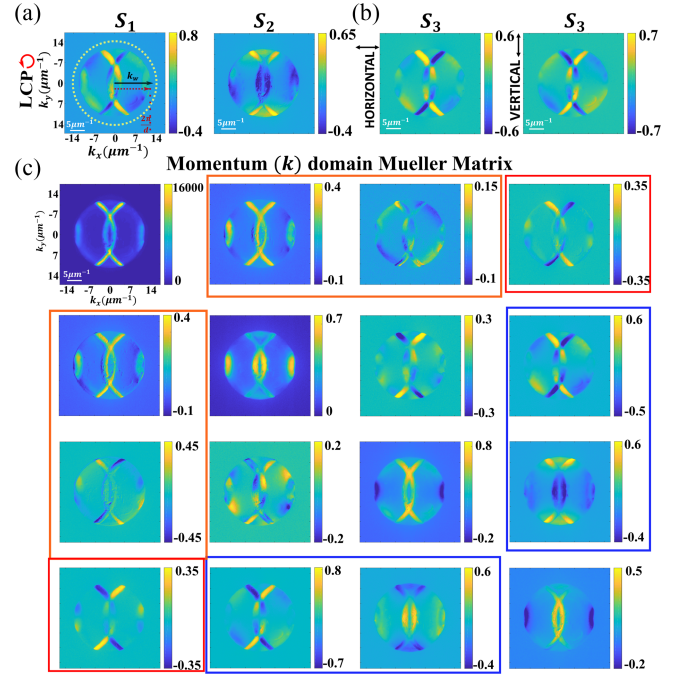 (a)
S₁
S₂
(b)
S₃
S₃
LCP
k_y(μm⁻¹)
14
7
0
7
14
k_w
5μm⁻¹
-14 -7 0 7 14
k_x(μm⁻¹)
0.8
-0.4
5μm⁻¹
0.65
-0.4
HORIZONTAL
5μm⁻¹
0.6
-0.6
VERTICAL
5μm⁻¹
0.7
-0.7
(c)
Momentum (k) domain Mueller Matrix
k_y(μm⁻¹)
14
-7
0
7
14
5μm⁻¹
-14 -7 0 7 14
k_x(μm⁻¹)
16000
0
0.4
-0.1
0.15
-0.1
0.35
-0.35
0.4
-0.1
0.7
0
0.3
-0.3
0.6
-0.5
0.45
-0.45
0.2
-0.2
0.8
-0.2
0.6
-0.4
0.35
-0.35
0.8
-0.7
0.6
-0.4
0.5
-0.2